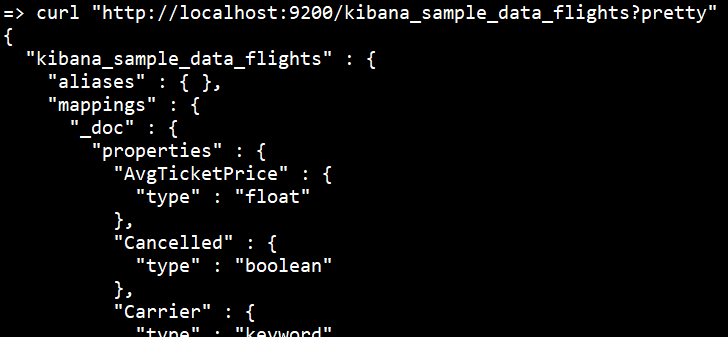 => curl "http://localhost:9200/kibana_sample_data_flights?pretty"
{
  "kibana_sample_data_flights" : {
    "aliases" : { },
    "mappings" : {
      "_doc" : {
        "properties" : {
          "AvgTicketPrice" : {
            "type" : "float"
          },
          "Cancelled" : {
            "type" : "boolean"
          },
          "Carrier" : {
            "type" : "keyword"